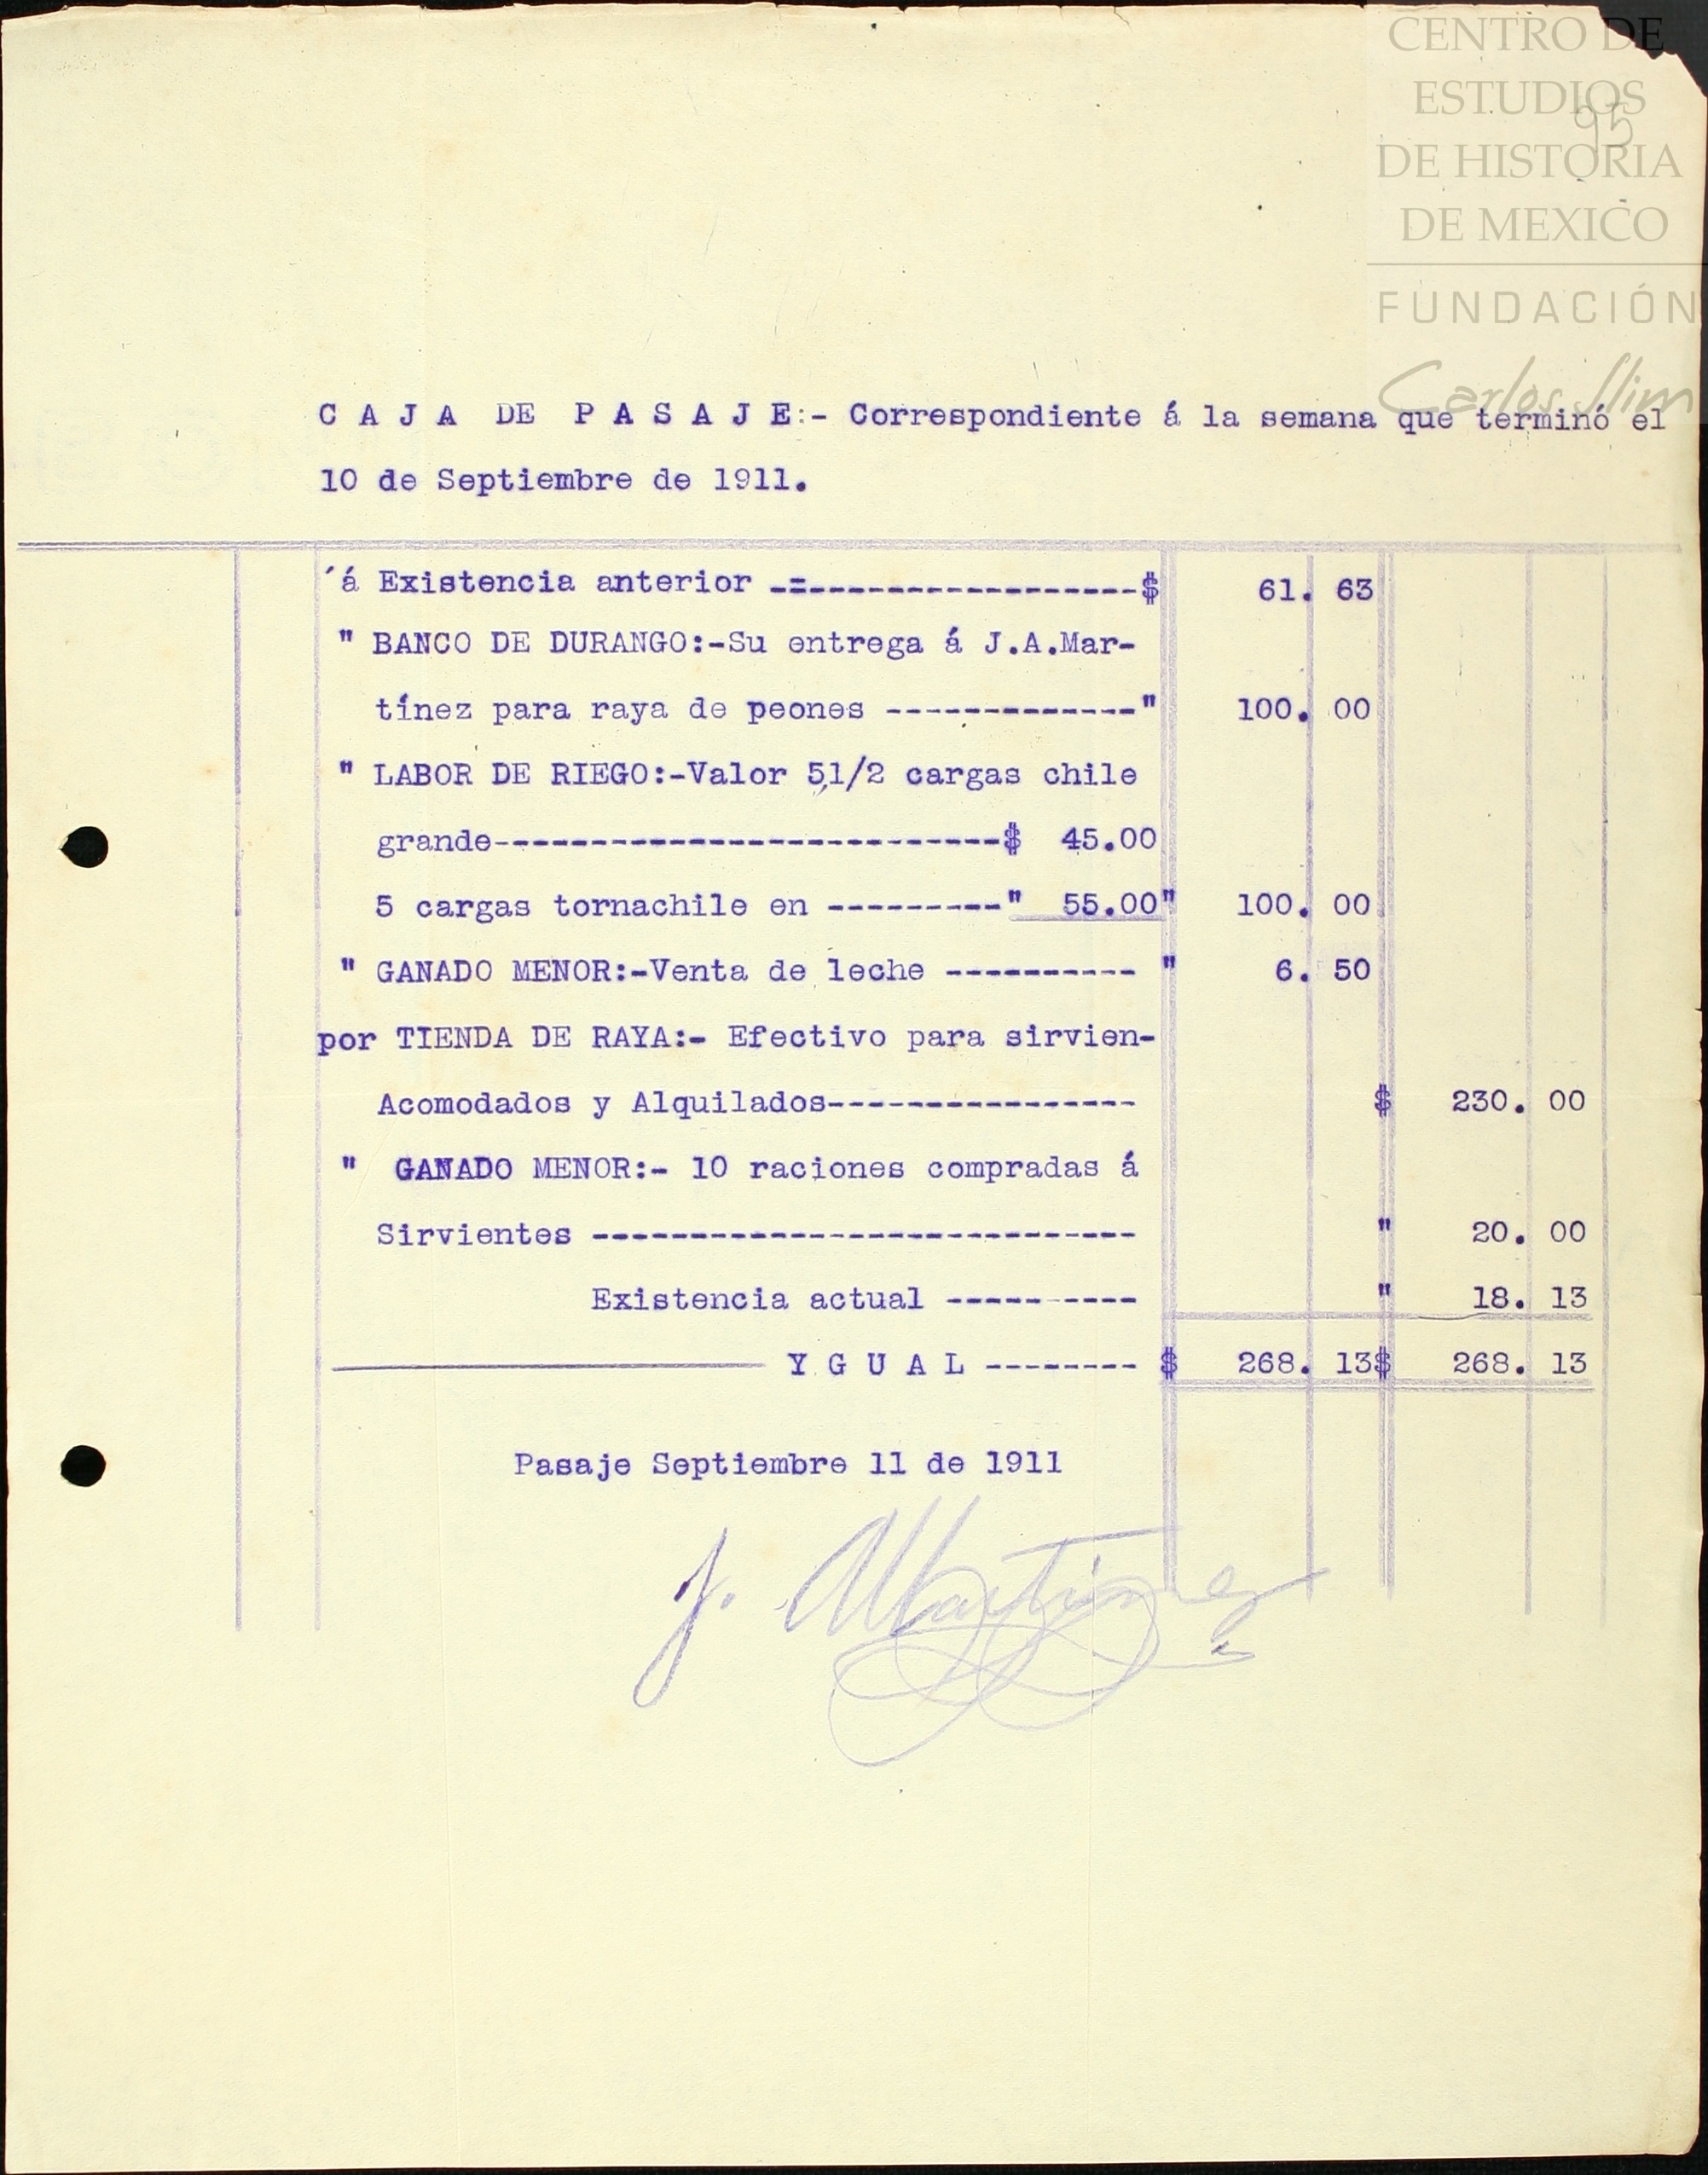 CENTRO DE
ESTUDIOS
95
DE HISTORIA
DE MEXICO
FUNDACIÓN
Carlos Slim
C A J A DE P A S A J E:- Correspondiente á la semana que terminó el
10 de Septiembre de 1911.
´á Existencia anterior -=-----------------$ 61. 63
" BANCO DE DURANGO:-Su entrega á J.A.Mar-
tínez para raya de peones -------------" 100. 00
" LABOR DE RIEGO:-Valor 5,1/2 cargas chile
grande--------------------------$ 45.00
5 cargas tornachile en ---------" 55.00" 100. 00
" GANADO MENOR:-Venta de leche ---------- " 6. 50
por TIENDA DE RAYA:- Efectivo para sirvien-
Acomodados y Alquilados---------------- $ 230. 00
" GANADO MENOR:- 10 raciones compradas á
Sirvientes ---------------------------- " 20. 00
Existencia actual ---------- " 18. 13
Y G U A L -------- $ 268. 13$ 268. 13
Pasaje Septiembre 11 de 1911
J. A Martínez